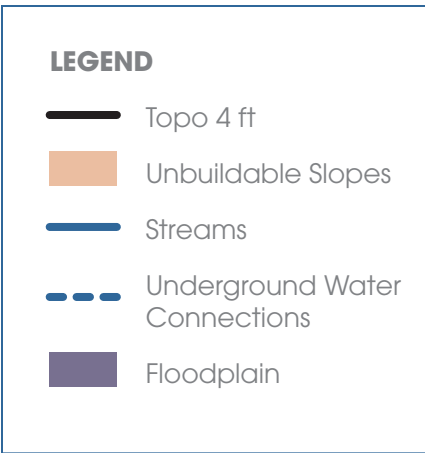 LEGEND
Topo 4 ft
Unbuildable Slopes
Streams
Underground Water
Connections
Floodplain